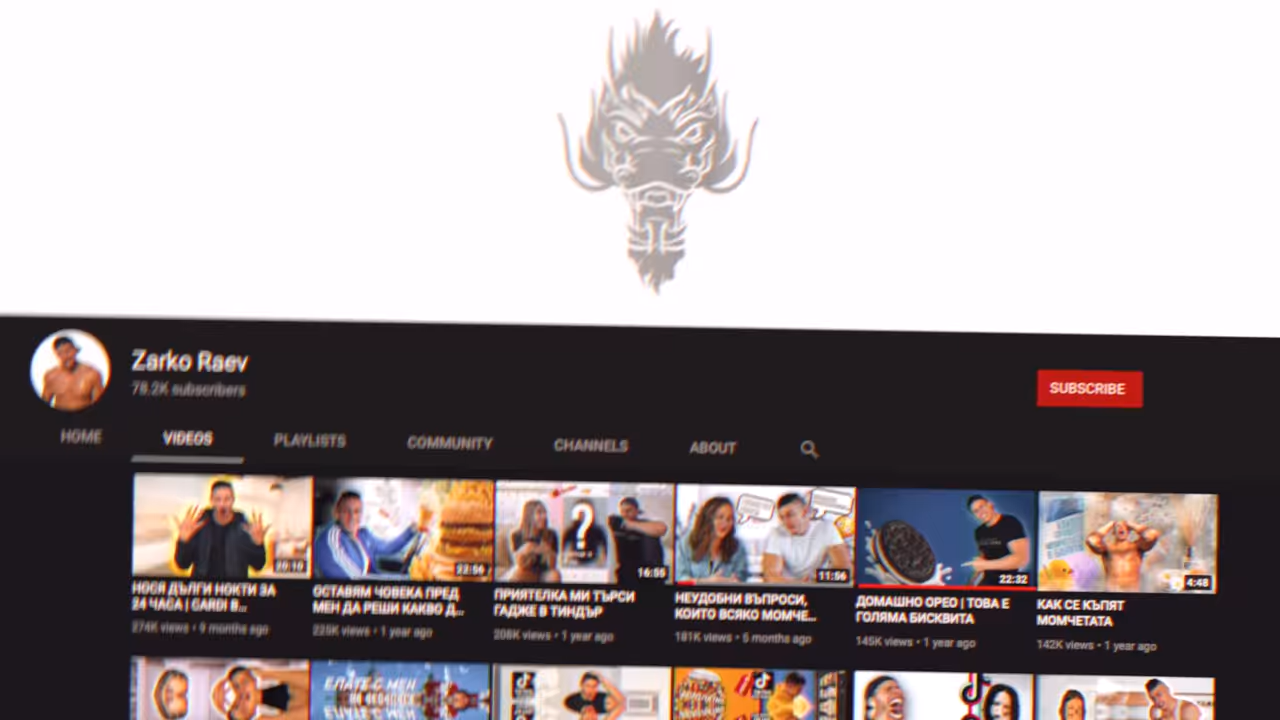 Zarko Raev
78.2K subscribers
SUBSCRIBE
HOME VIDEOS PLAYLISTS COMMUNITY CHANNELS ABOUT
20:10
22:56
16:55
11:56
22:32
4:48
НОСЯ ДЪЛГИ НОКТИ ЗА
24 ЧАСА | CARDI B...
274K views • 9 months ago
ОСТАВЯМ ЧОВЕКА ПРЕД
МЕН ДА РЕШИ КАКВО Д...
225K views • 1 year ago
ПРИЯТЕЛКА МИ ТЪРСИ
ГАДЖЕ В ТИНДЪР
208K views • 1 year ago
НЕУДОБНИ ВЪПРОСИ,
КОИТО ВСЯКО МОМЧЕ...
181K views • 5 months ago
ДОМАШНО ОРЕО | ТОВА Е
ГОЛЯМА БИСКВИТА
145K views • 1 year ago
КАК СЕ КЪПЯТ
МОМЧЕТАТА
142K views • 1 year ago
ЕЛАТЕ С МЕН